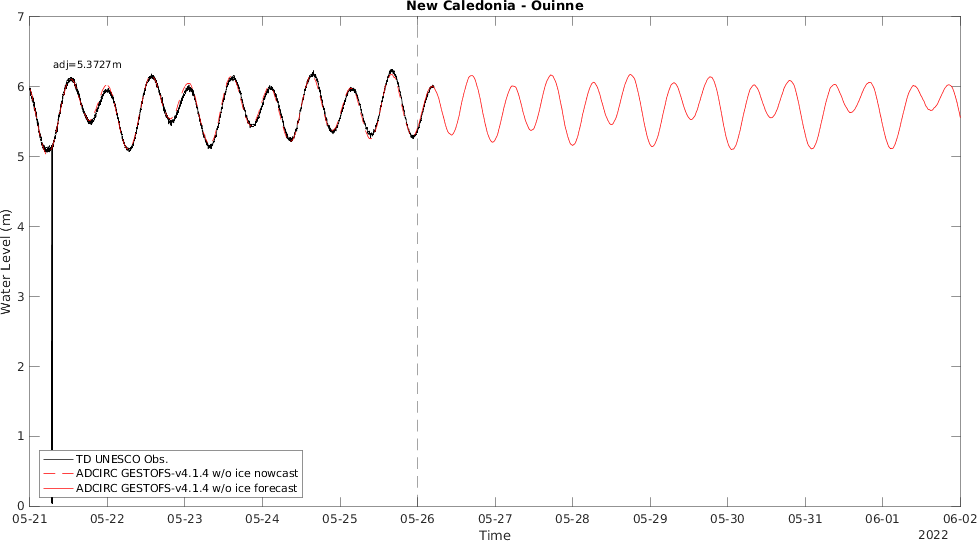 New Caledonia - Ouinne
adj=5.3727m
7
6
5
4
3
2
1
0
Water Level (m)
TD UNESCO Obs.
ADCIRC GESTOFS-v4.1.4 w/o ice nowcast
ADCIRC GESTOFS-v4.1.4 w/o ice forecast
05-21 05-22 05-23 05-24 05-25 05-26 05-27 05-28 05-29 05-30 05-31 06-01 06-02
Time
2022